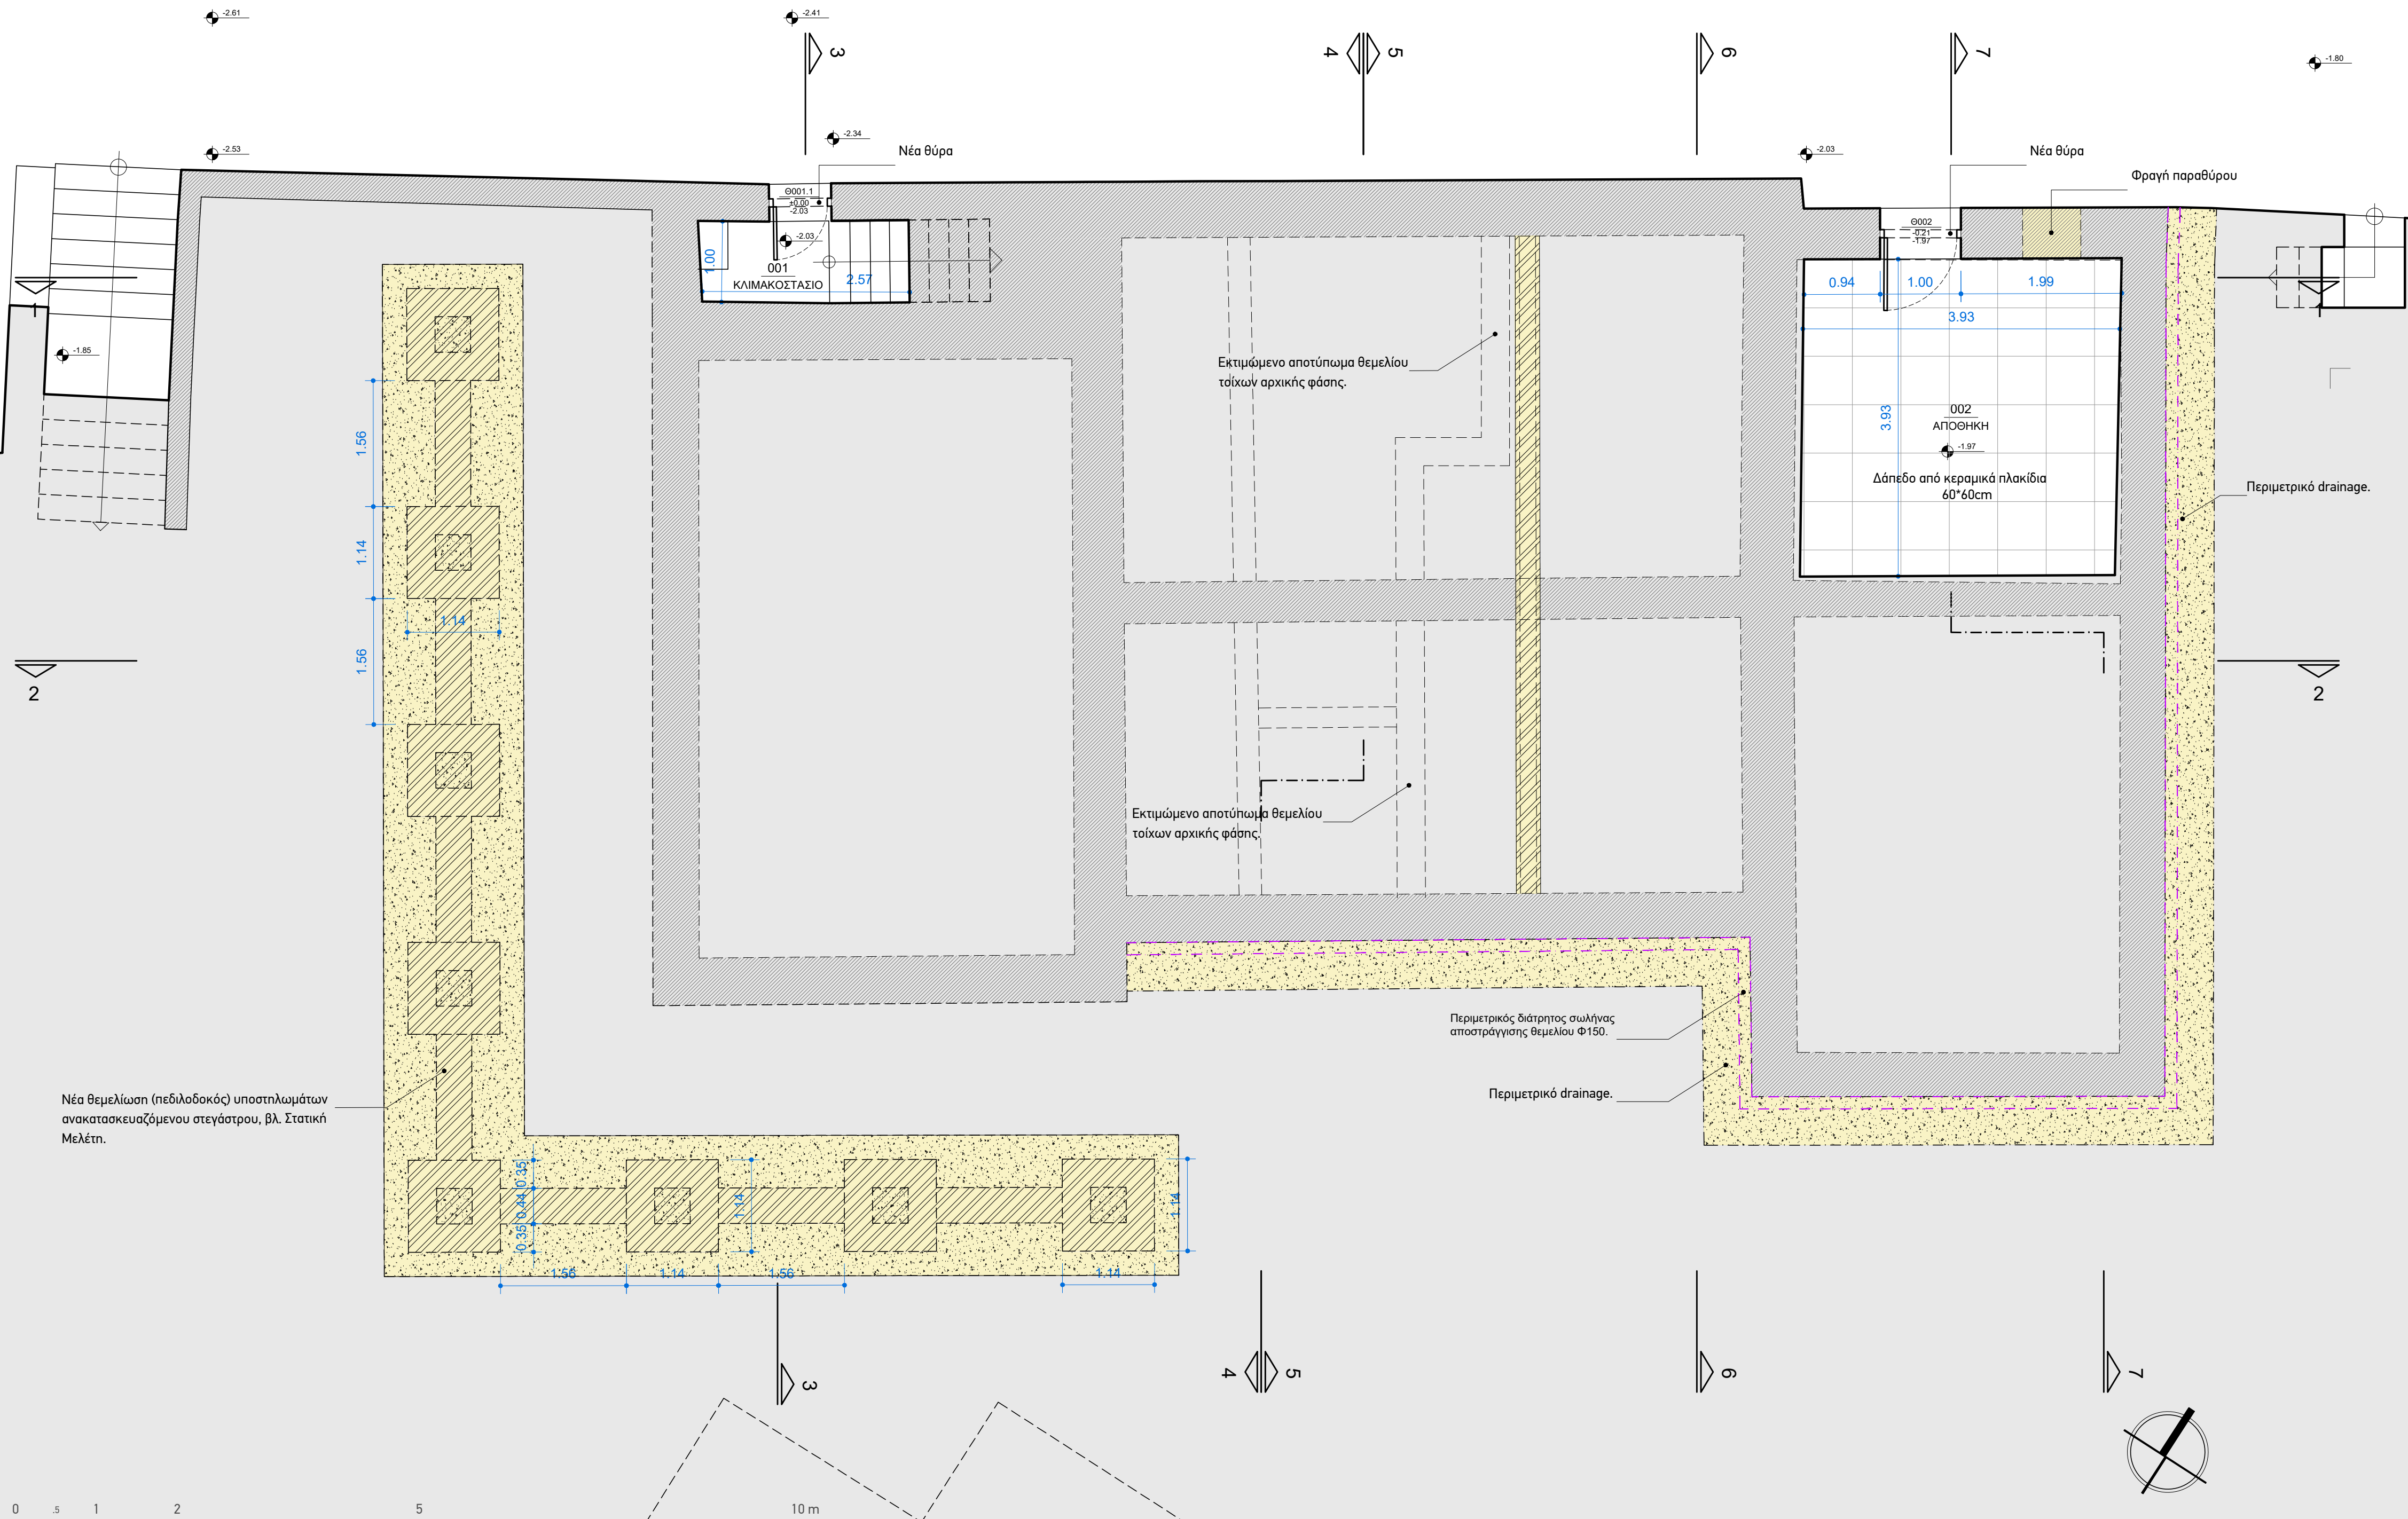 -2.61
-2.41
3
4
5
6
7
-1.80
-2.53
-2.34
Νέα θύρα
-2.03
Νέα θύρα
Φραγή παραθύρου
Θ001.1
±0.00
-2.03
-2.03
1.00
001
ΚΛΙΜΑΚΟΣΤΑΣΙΟ
2.57
Θ002
-0.21
-1.97
0.94
1.00
1.99
3.93
1
1
-1.85
Εκτιμώμενο αποτύπωμα θεμελίου
τοίχων αρχικής φάσης.
3.93
002
ΑΠΟΘΗΚΗ
-1.97
Δάπεδο από κεραμικά πλακίδια
60*60cm
Περιμετρικό drainage.
1.56
1.14
1.14
1.56
2
2
Εκτιμώμενο αποτύπωμα θεμελίου
τοίχων αρχικής φάσης.
Περιμετρικός διάτρητος σωλήνας
αποστράγγισης θεμελίου Φ150.
Περιμετρικό drainage.
Νέα θεμελίωση (πεδιλοδοκός) υποστηλωμάτων
ανακατασκευαζόμενου στεγάστρου, βλ. Στατική
Μελέτη.
0.35
0.44
0.35
1.14
1.14
1.56
1.14
1.56
1.14
3
4
5
6
7
0
.5
1
2
5
10 m